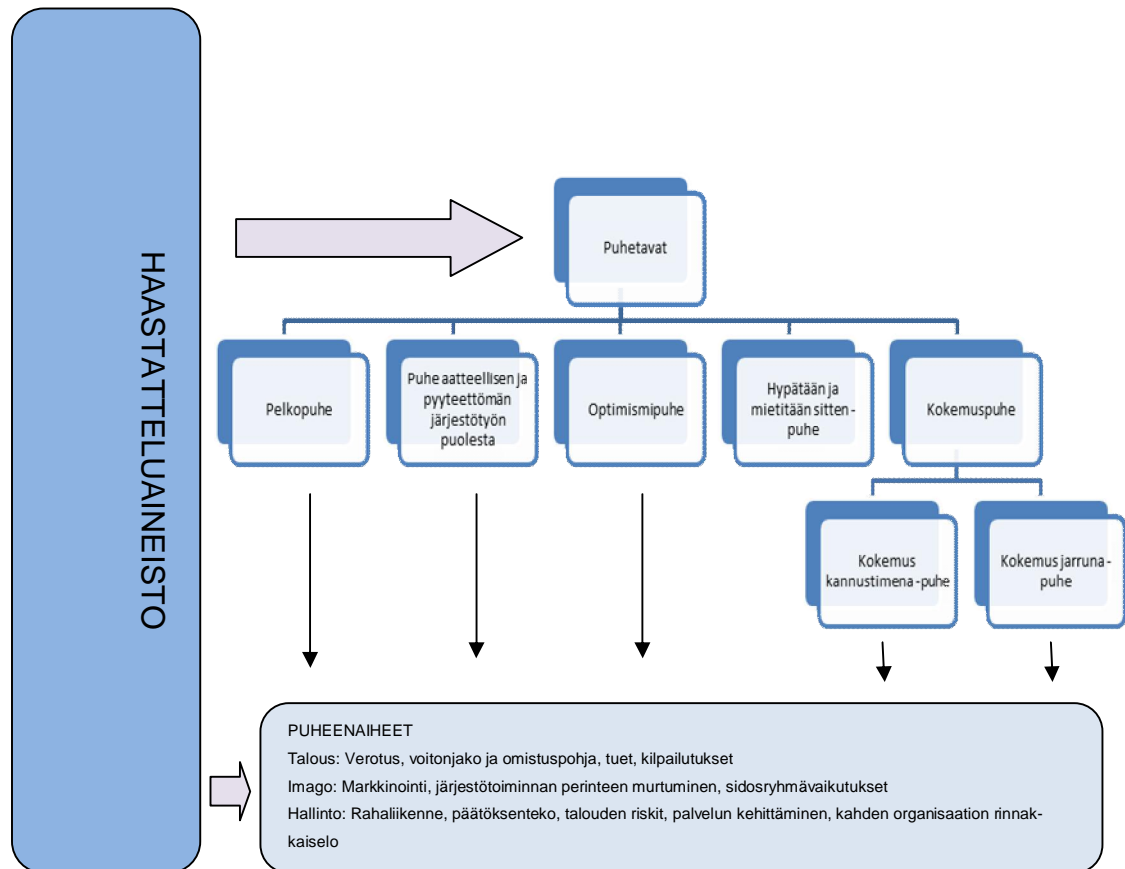 HAASTATTELUAINEISTO
Puhetavat
Pelkopuhe
Puhe aatteellisen ja
pyyteettömän
järjestötyön
puolesta
Optimismipuhe
Hypätään ja
mietitään sitten -
puhe
Kokemuspuhe
Kokemus
kannustimena -puhe
Kokemus jarruna -
puhe
PUHEENAIHEET
Talous: Verotus, voitonjako ja omistuspohja, tuet, kilpailutukset
Imago: Markkinointi, järjestötoiminnan perinteen murtuminen, sidosryhmävaikutukset
Hallinto: Rahaliikenne, päätöksenteko, talouden riskit, palvelun kehittäminen, kahden organisaation rinnak-
kaiselo